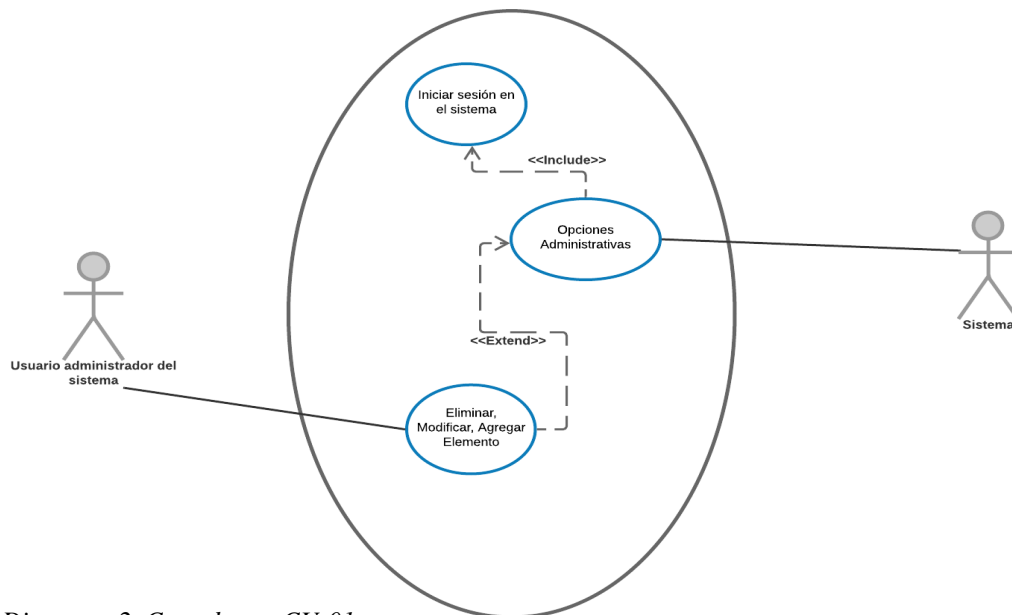 Iniciar sesión en
el sistema
<<Include>>
Opciones
Administrativas
Sistema
<<Extend>>
Usuario administrador del
sistema
Eliminar,
Modificar, Agregar
Elemento